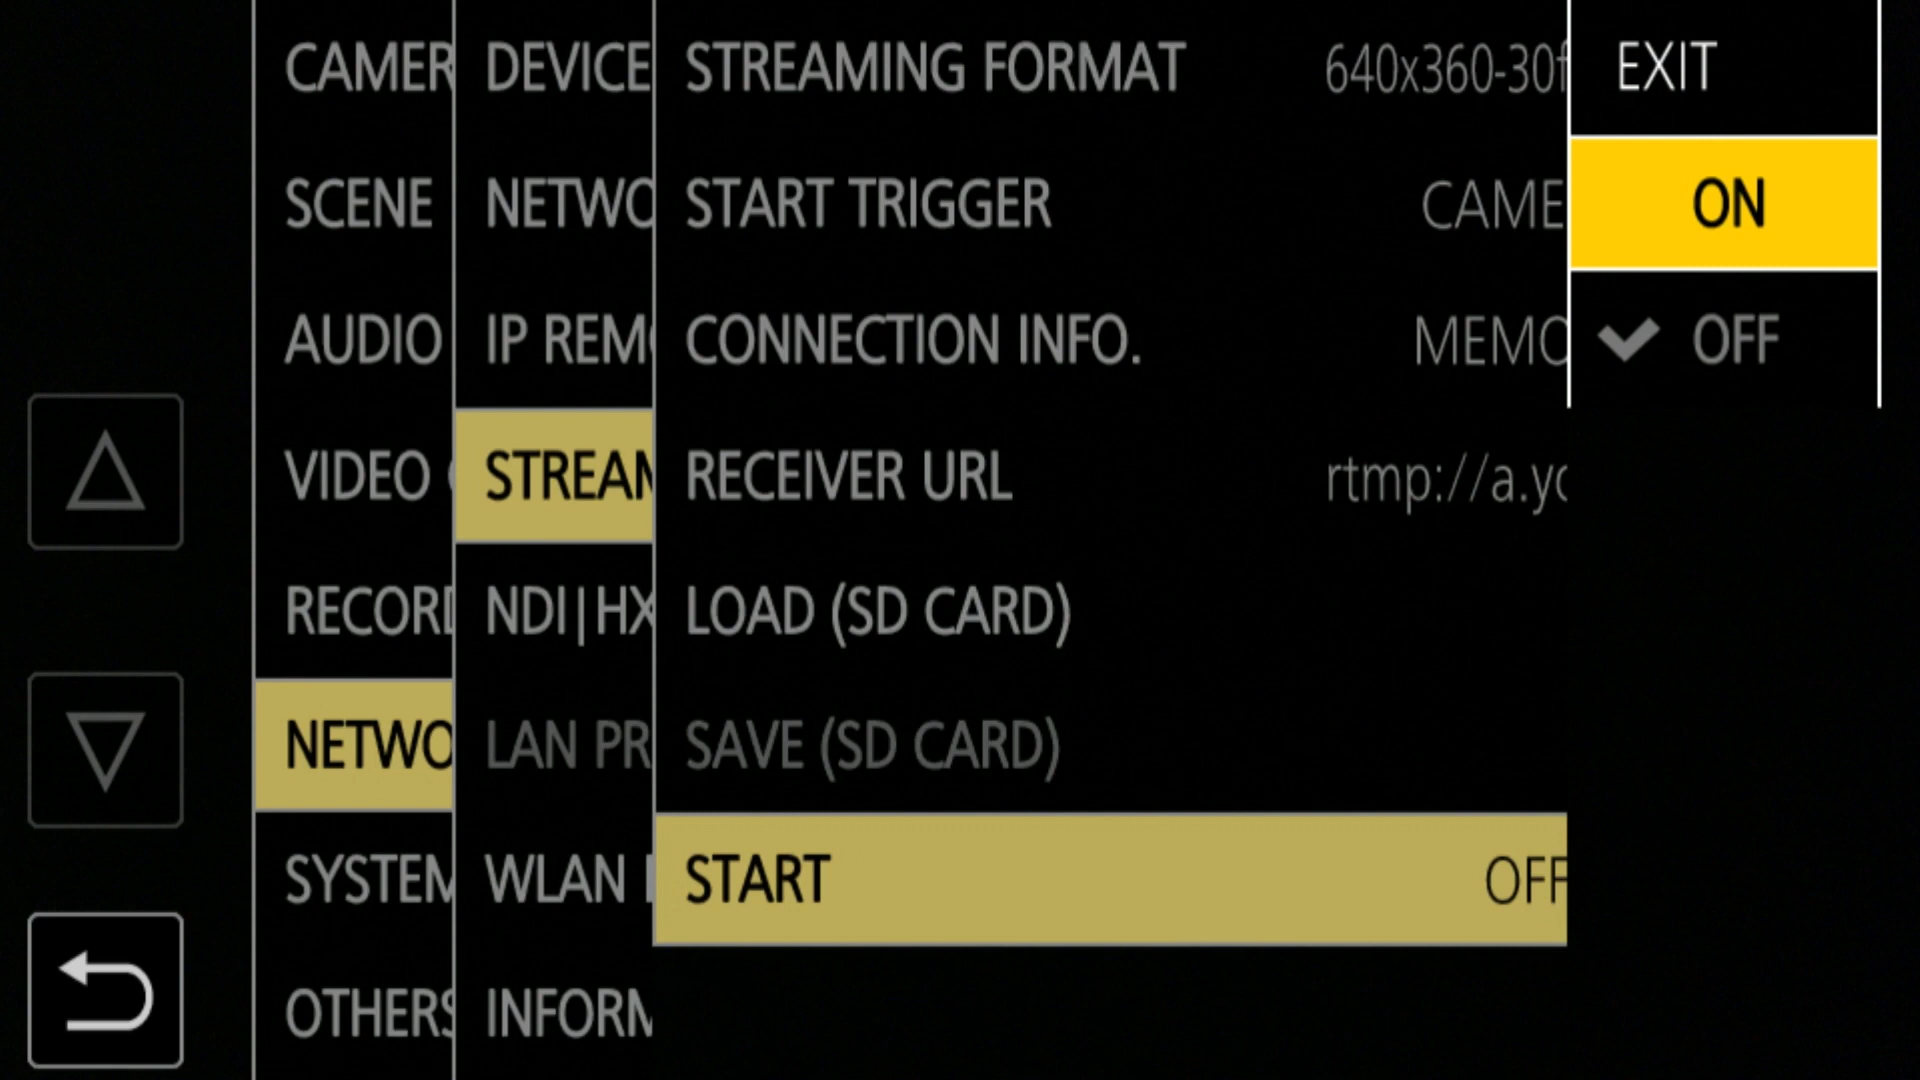 CAMER
SCENE
AUDIO
VIDEO
RECORD
NETWO
SYSTEM
OTHERS
DEVICE
NETWO
IP REMO
STREAM
NDI|HX
LAN PR
WLAN
INFORM
STREAMING FORMAT 640x360-30f
START TRIGGER CAME
CONNECTION INFO. MEMO
RECEIVER URL rtmp://a.yo
LOAD (SD CARD)
SAVE (SD CARD)
START OFF
EXIT
ON
OFF